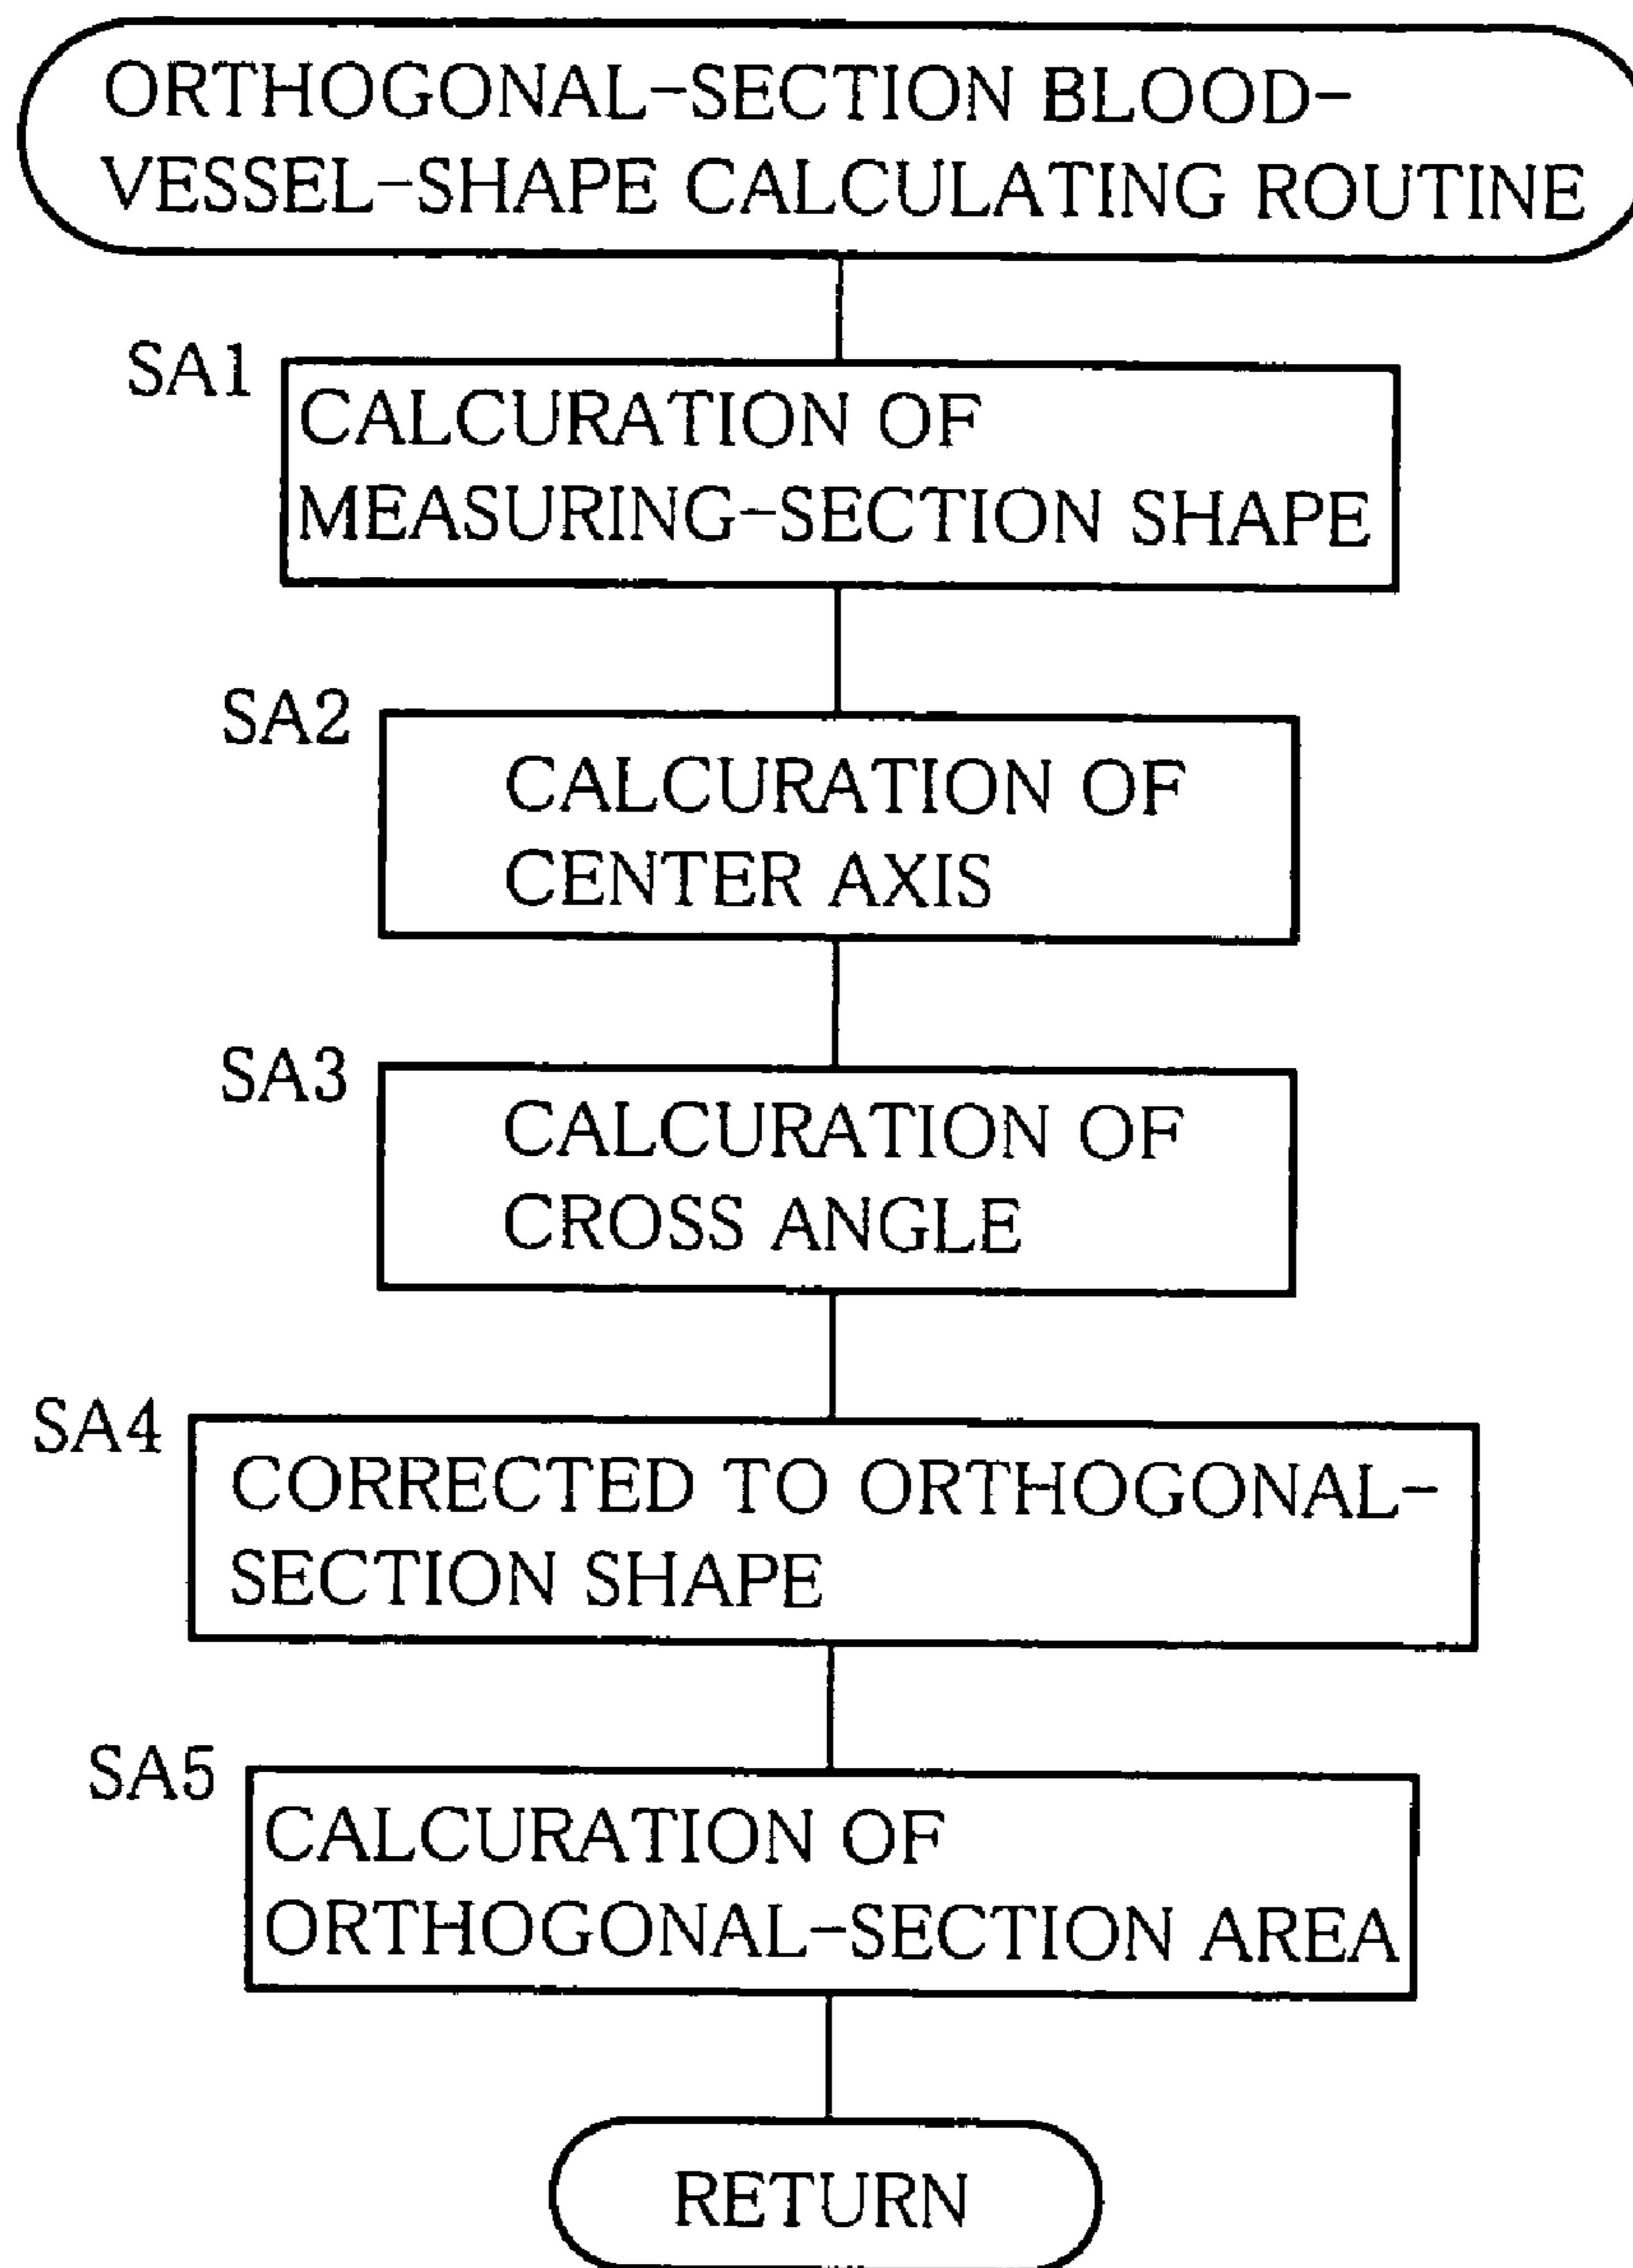 ORTHOGONAL-SECTION BLOOD-
VESSEL-SHAPE CALCULATING ROUTINE
SA1
CALCURATION OF
MEASURING-SECTION SHAPE
SA2
CALCURATION OF
CENTER AXIS
SA3
CALCURATION OF
CROSS ANGLE
SA4
CORRECTED TO ORTHOGONAL-
SECTION SHAPE
SA5
CALCURATION OF
ORTHOGONAL-SECTION AREA
RETURN